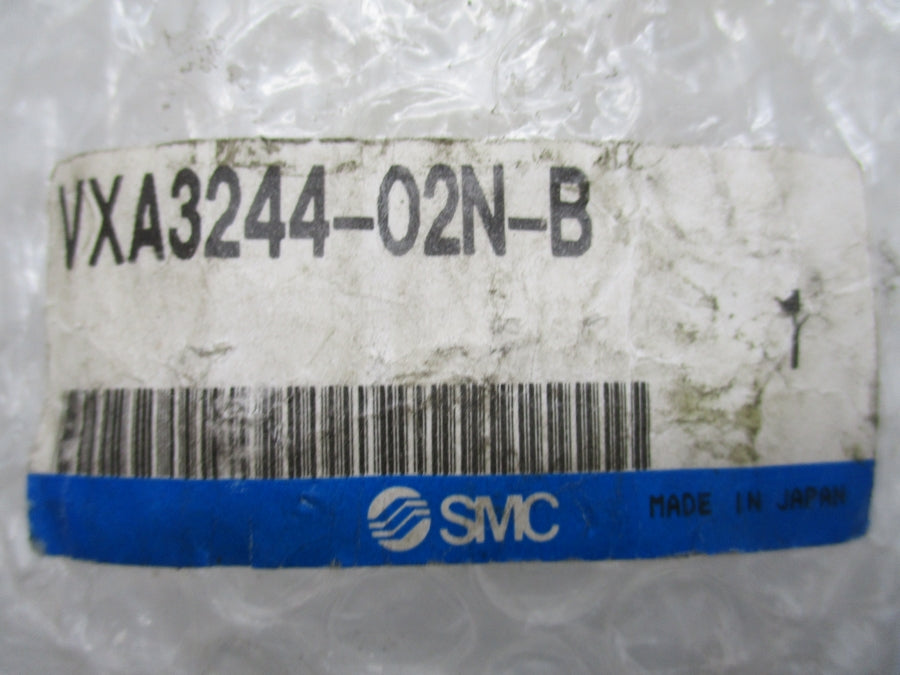 VXA3244-02N-B
1
SMC
MADE IN JAPAN